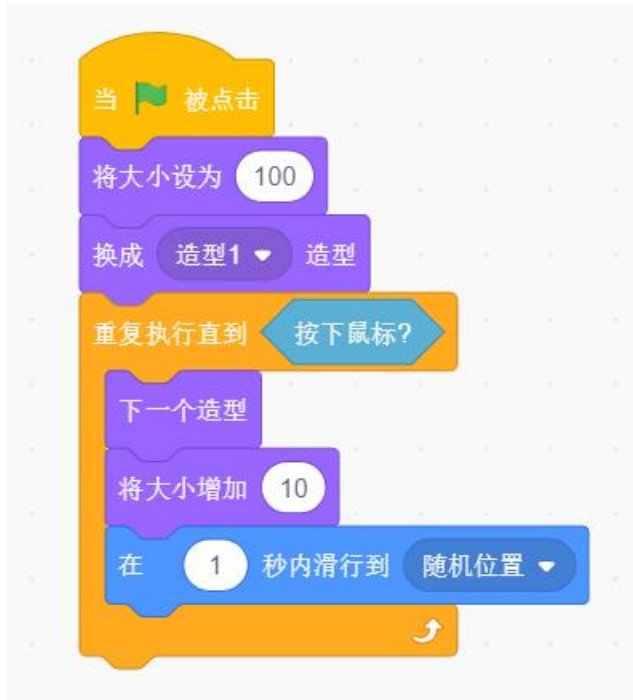 当 被点击
将大小设为 100
换成 造型1 造型
重复执行直到 按下鼠标?
下一个造型
将大小增加 10
在 1 秒内滑行到 随机位置